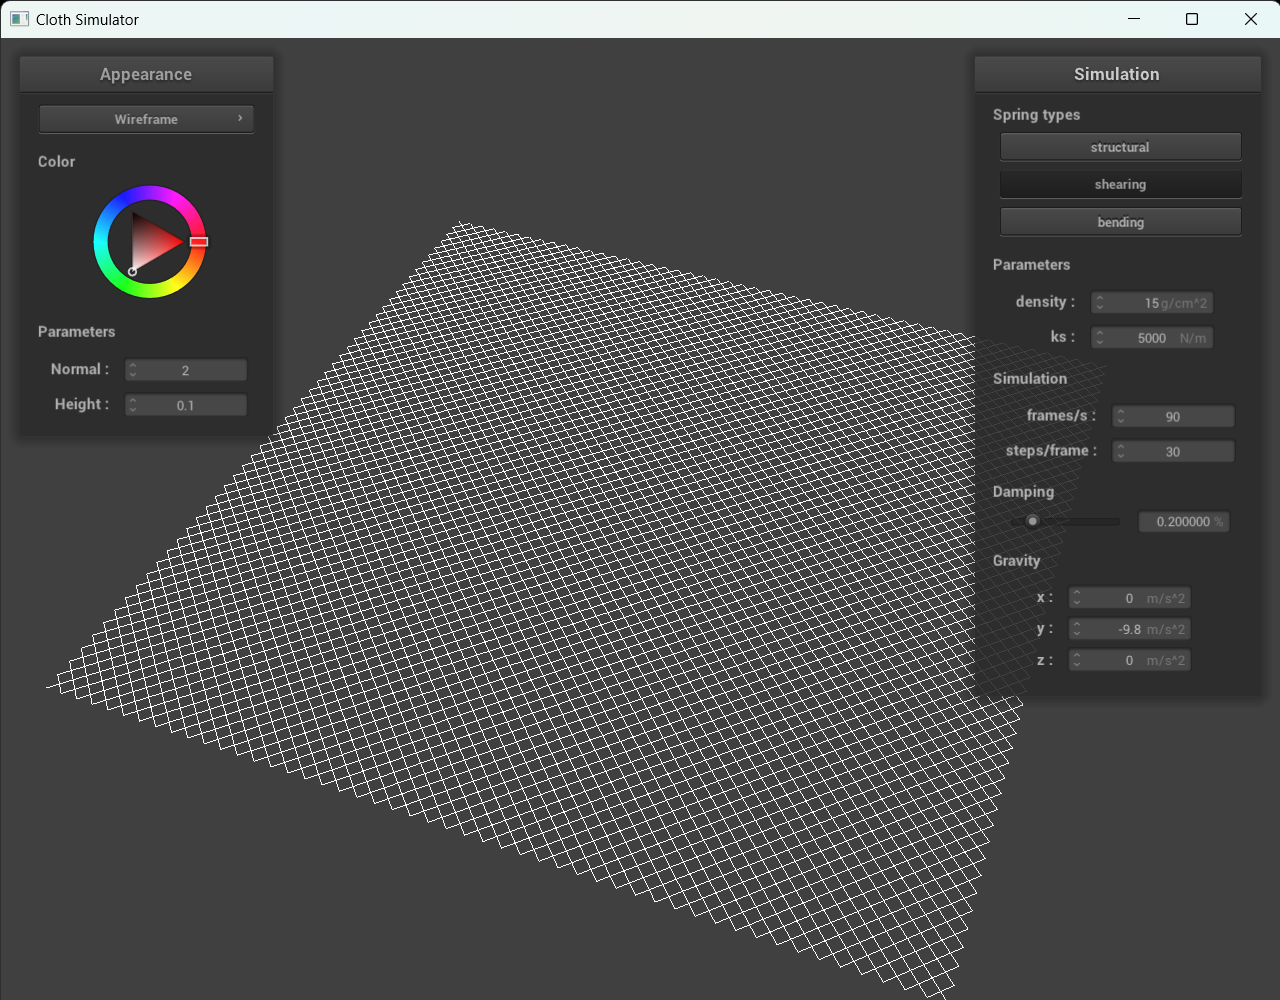 Cloth Simulator
Appearance
Wireframe
Color
Parameters
Normal : 2
Height : 0.1
Simulation
Spring types
structural
shearing
bending
Parameters
density : 15 g/cm^2
ks : 5000 N/m
Simulation
frames/s : 90
steps/frame : 30
Damping
0.200000 %
Gravity
x : 0 m/s^2
y : -9.8 m/s^2
z : 0 m/s^2